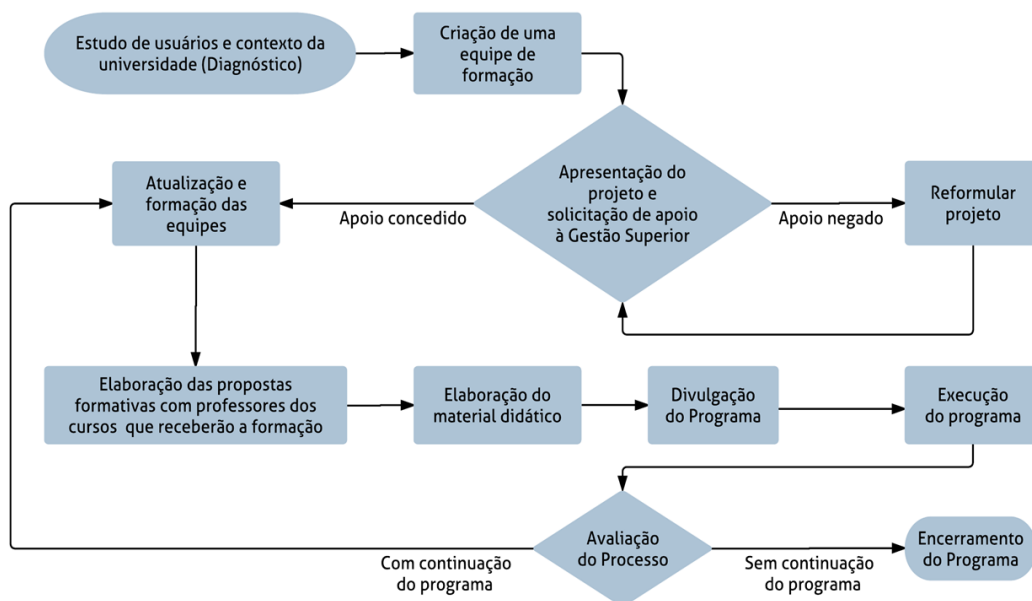 Estudo de usuários e contexto da
universidade (Diagnóstico)
Criação de uma
equipe de
formação
Apresentação do
projeto e
solicitação de apoio
à Gestão Superior
Apoio negado
Reformular
projeto
Apoio concedido
Atualização e
formação das
equipes
Elaboração das propostas
formativas com professores dos
cursos que receberão a formação
Elaboração do
material didático
Divulgação
do Programa
Execução
do programa
Avaliação
do Processo
Com continuação
do programa
Sem continuação
do programa
Encerramento
do Programa